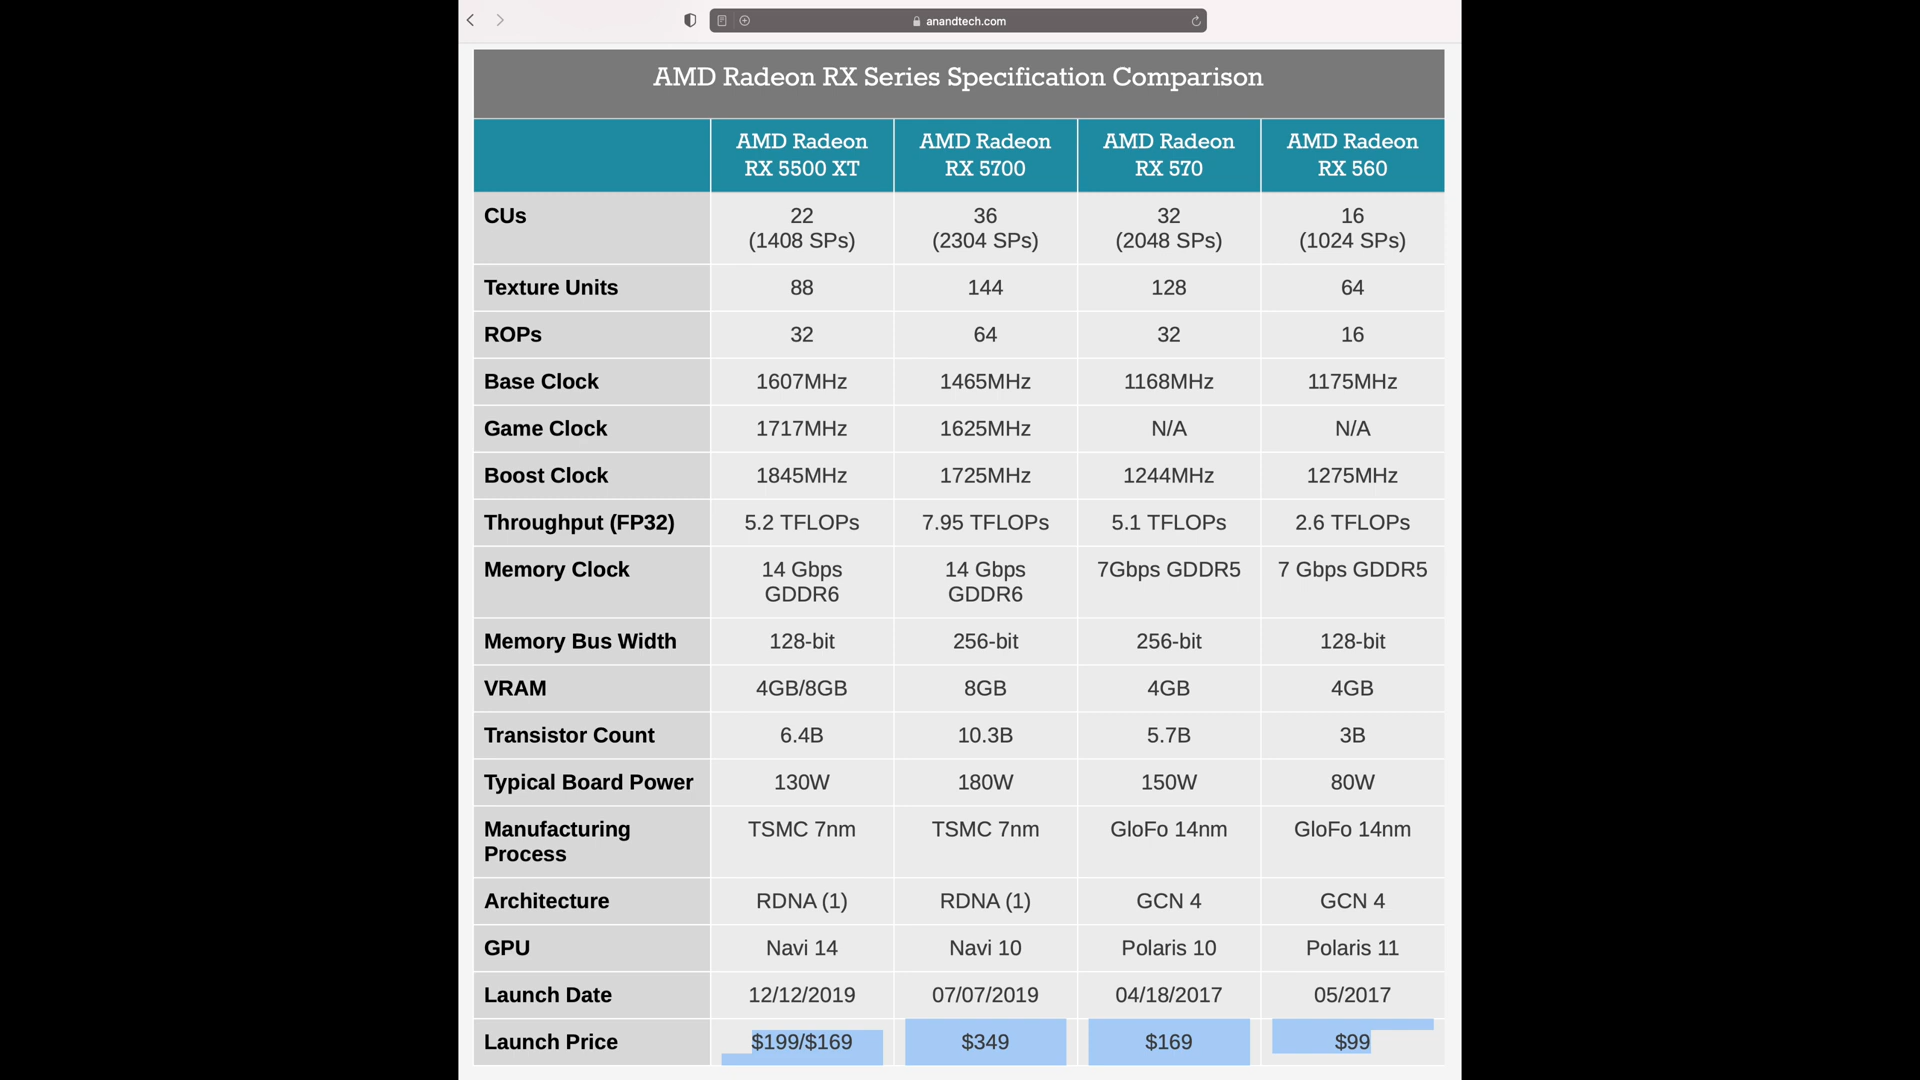 anandtech.com
AMD Radeon RX Series Specification Comparison
AMD Radeon RX 5500 XT AMD Radeon RX 5700 AMD Radeon RX 570 AMD Radeon RX 560
CUs 22 (1408 SPs) 36 (2304 SPs) 32 (2048 SPs) 16 (1024 SPs)
Texture Units 88 144 128 64
ROPs 32 64 32 16
Base Clock 1607MHz 1465MHz 1168MHz 1175MHz
Game Clock 1717MHz 1625MHz N/A N/A
Boost Clock 1845MHz 1725MHz 1244MHz 1275MHz
Throughput (FP32) 5.2 TFLOPs 7.95 TFLOPs 5.1 TFLOPs 2.6 TFLOPs
Memory Clock 14 Gbps GDDR6 14 Gbps GDDR6 7Gbps GDDR5 7 Gbps GDDR5
Memory Bus Width 128-bit 256-bit 256-bit 128-bit
VRAM 4GB/8GB 8GB 4GB 4GB
Transistor Count 6.4B 10.3B 5.7B 3B
Typical Board Power 130W 180W 150W 80W
Manufacturing Process TSMC 7nm TSMC 7nm GloFo 14nm GloFo 14nm
Architecture RDNA (1) RDNA (1) GCN 4 GCN 4
GPU Navi 14 Navi 10 Polaris 10 Polaris 11
Launch Date 12/12/2019 07/07/2019 04/18/2017 05/2017
Launch Price $199/$169 $349 $169 $99